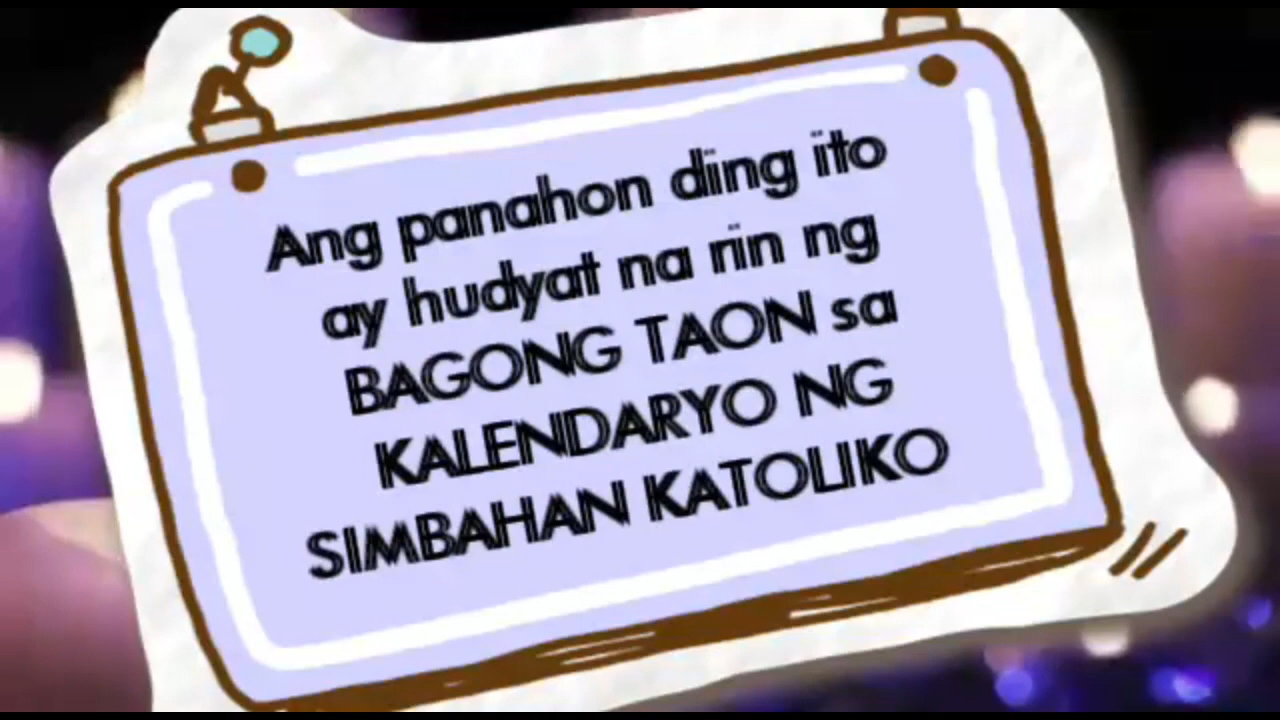 Ang panahon ding ito
ay hudyat na rin ng
BAGONG TAON sa
KALENDARYO NG
SIMBAHAN KATOLIKO